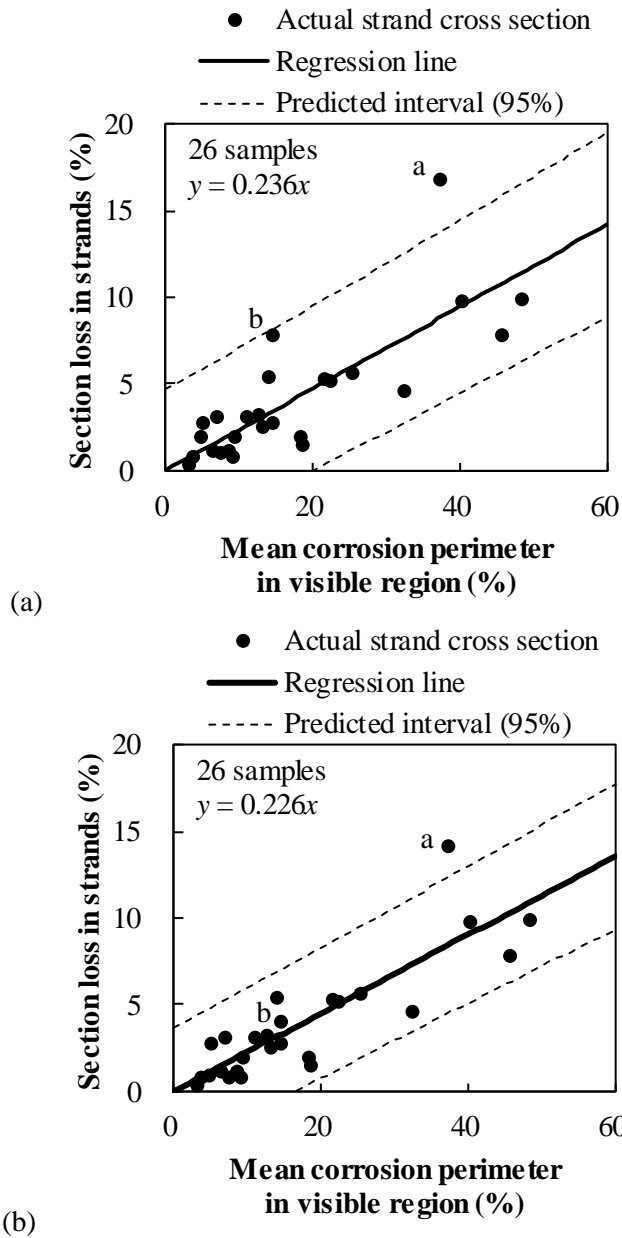 Actual strand cross section
Regression line
Predicted interval (95%)
20
15
10
5
0
Section loss in strands (%)
26 samples
y = 0.236x
a
b
0
20
40
60
Mean corrosion perimeter
in visible region (%)
(a)
Actual strand cross section
Regression line
Predicted interval (95%)
20
15
10
5
0
Section loss in strands (%)
26 samples
y = 0.226x
a
b
0
20
40
60
Mean corrosion perimeter
in visible region (%)
(b)